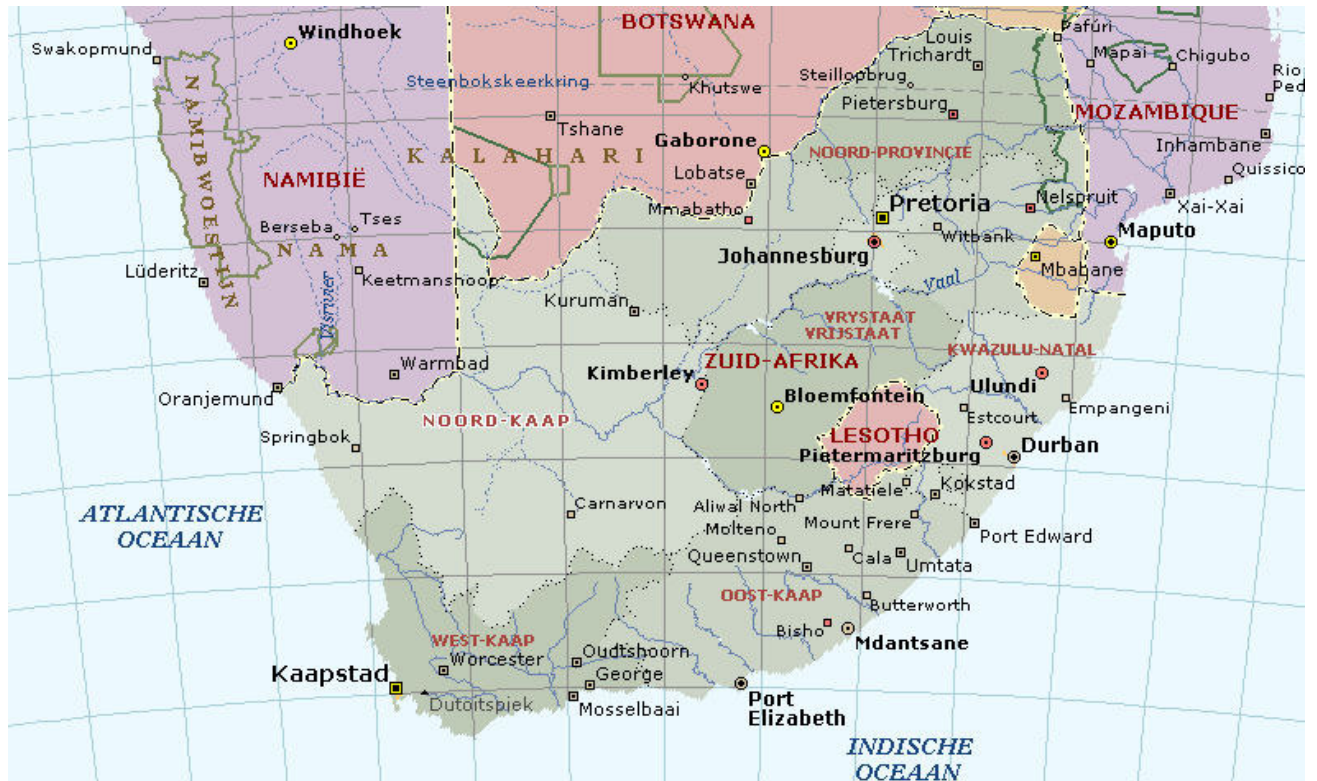 BOTSWANA
Pafuri
Louis
Trichardt
Windhoek
Swakopmund
Mapai
Chigubo
Steenbokskeerkring
Khutswe
Steillopbrug
Rio
Ped
Pietersburg
MOZAMBIQUE
Tshane
NAMIBWOESTIJN
Gaborone
Inhambane
KALAHARI
NOORD-PROVINCIE
Lobatse
Quissico
NAMIBIË
Mmabatho
Pretoria
Nelspruit
Xai-Xai
Tses
Berseba
Witbank
Maputo
NAMA
Johannesburg
Mbabane
Lüderitz
Keetmanshoop
Vaal
Kuruman
Visrivier
VRYSTAAT
VRIJSTAAT
KWAZULU-NATAL
Warmbad
ZUID-AFRIKA
Kimberley
Ulundi
Oranjemund
Bloemfontein
Empangeni
Estcourt
NOORD-KAAP
Springbok
LESOTHO
Pietermaritzburg
Durban
Matatiele
Kokstad
Carnarvon
Aliwal North
ATLANTISCHE
OCEAAN
Molteno
Mount Frere
Port Edward
Queenstown
Cala
Umtata
OOST-KAAP
Butterworth
Bisho
Mdantsane
WEST-KAAP
Oudtshoorn
Worcester
Kaapstad
George
Dutoitspiek
Mosselbaai
Port
Elizabeth
INDISCHE
OCEAAN